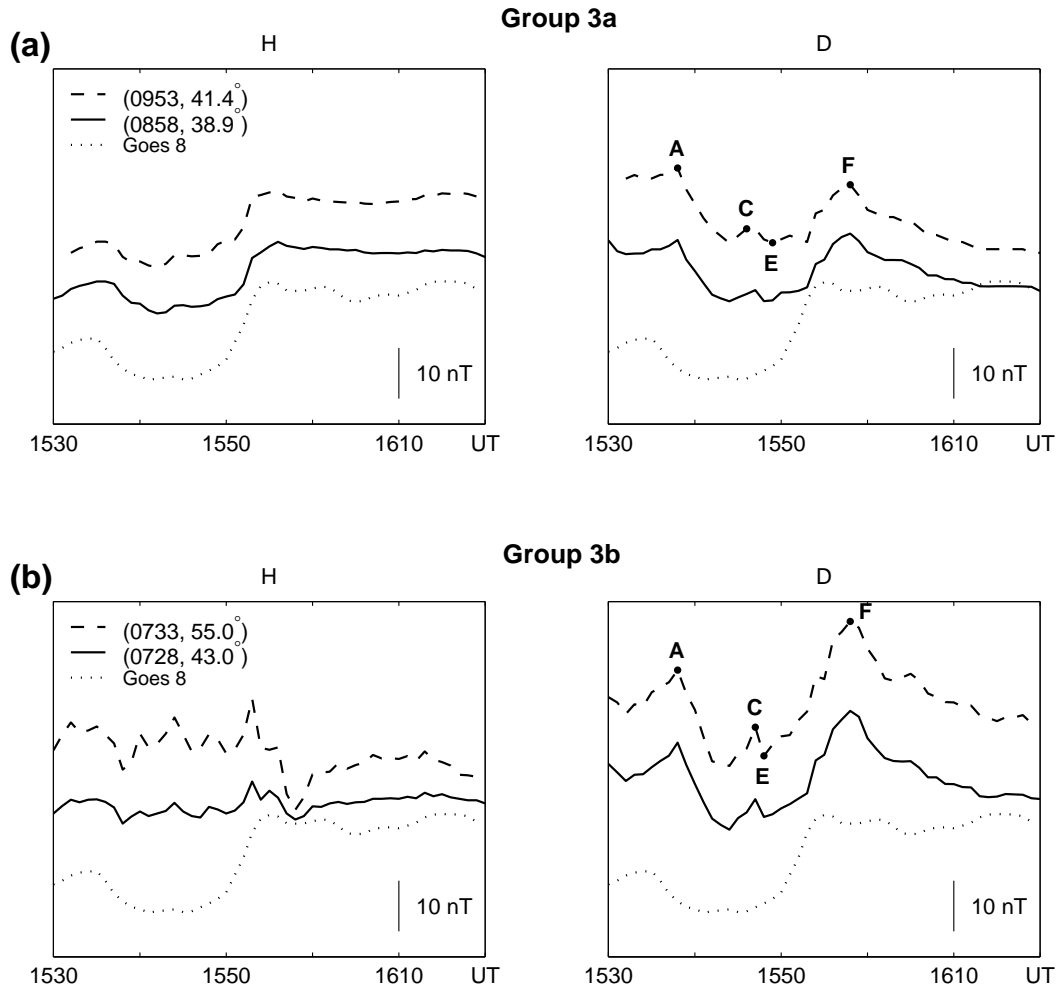 Group 3a
(a)
H
D
(0953, 41.4°)
(0858, 38.9°)
Goes 8
A
C
E
F
10 nT
10 nT
1530 1550 1610 UT
1530 1550 1610 UT
Group 3b
(b)
H
D
(0733, 55.0°)
(0728, 43.0°)
Goes 8
A
C
E
F
10 nT
10 nT
1530 1550 1610 UT
1530 1550 1610 UT